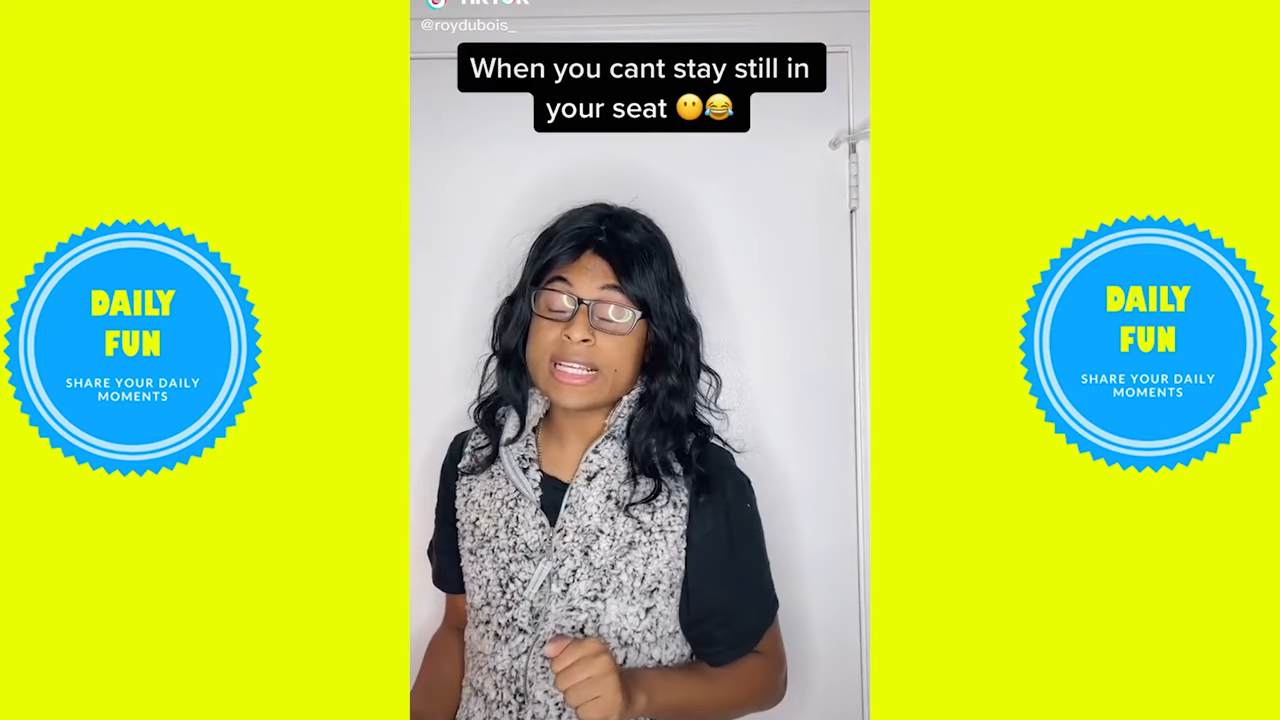 TikTok
@roydubois_
When you cant stay still in
your seat 😶😂
DAILY
FUN
SHARE YOUR DAILY
MOMENTS
DAILY
FUN
SHARE YOUR DAILY
MOMENTS